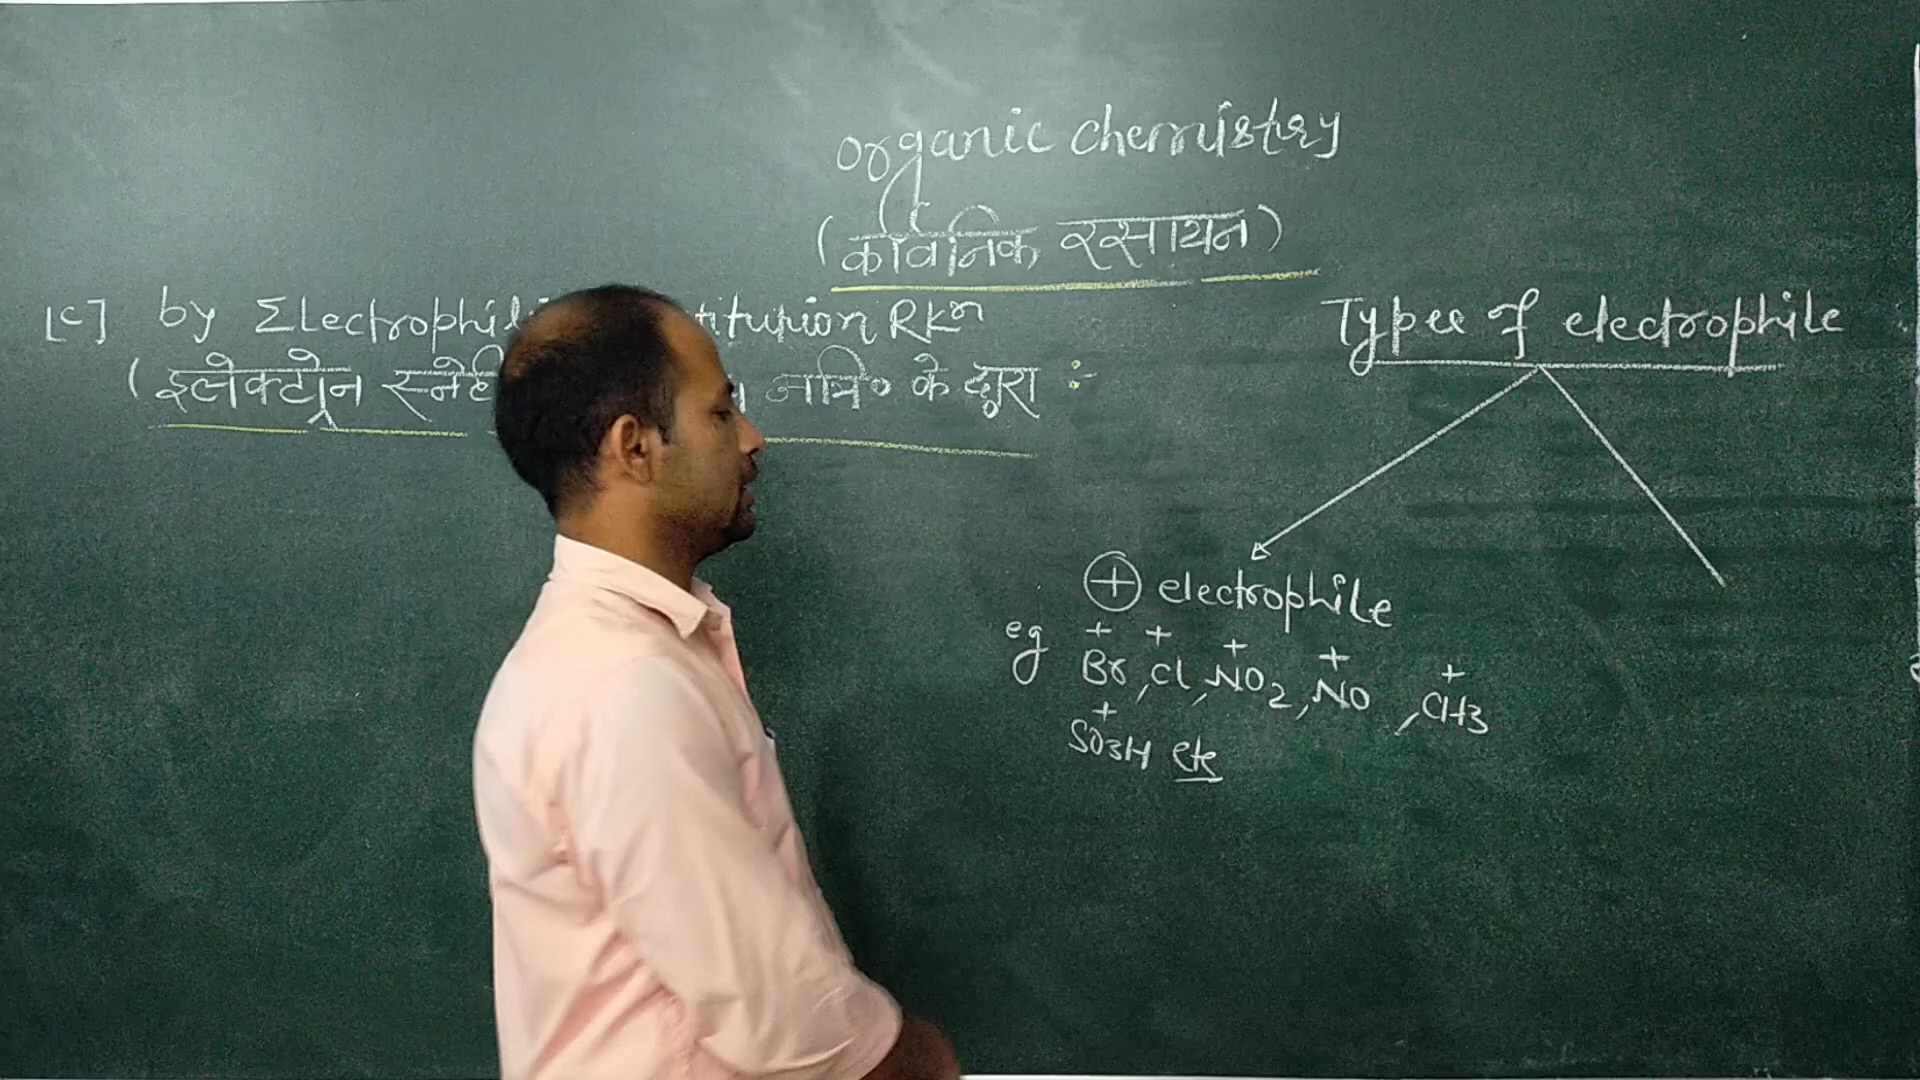 Organic chemistry
(कार्बनिक रसायन)
[C] by Electrophili titution RKn
(इलेक्ट्रोन स्नेही अभि० के द्वारा :-
Types of electrophile
⊕ electrophile
eg Br+, Cl+, NO2+, NO+, CH3+
SO3H+ etc